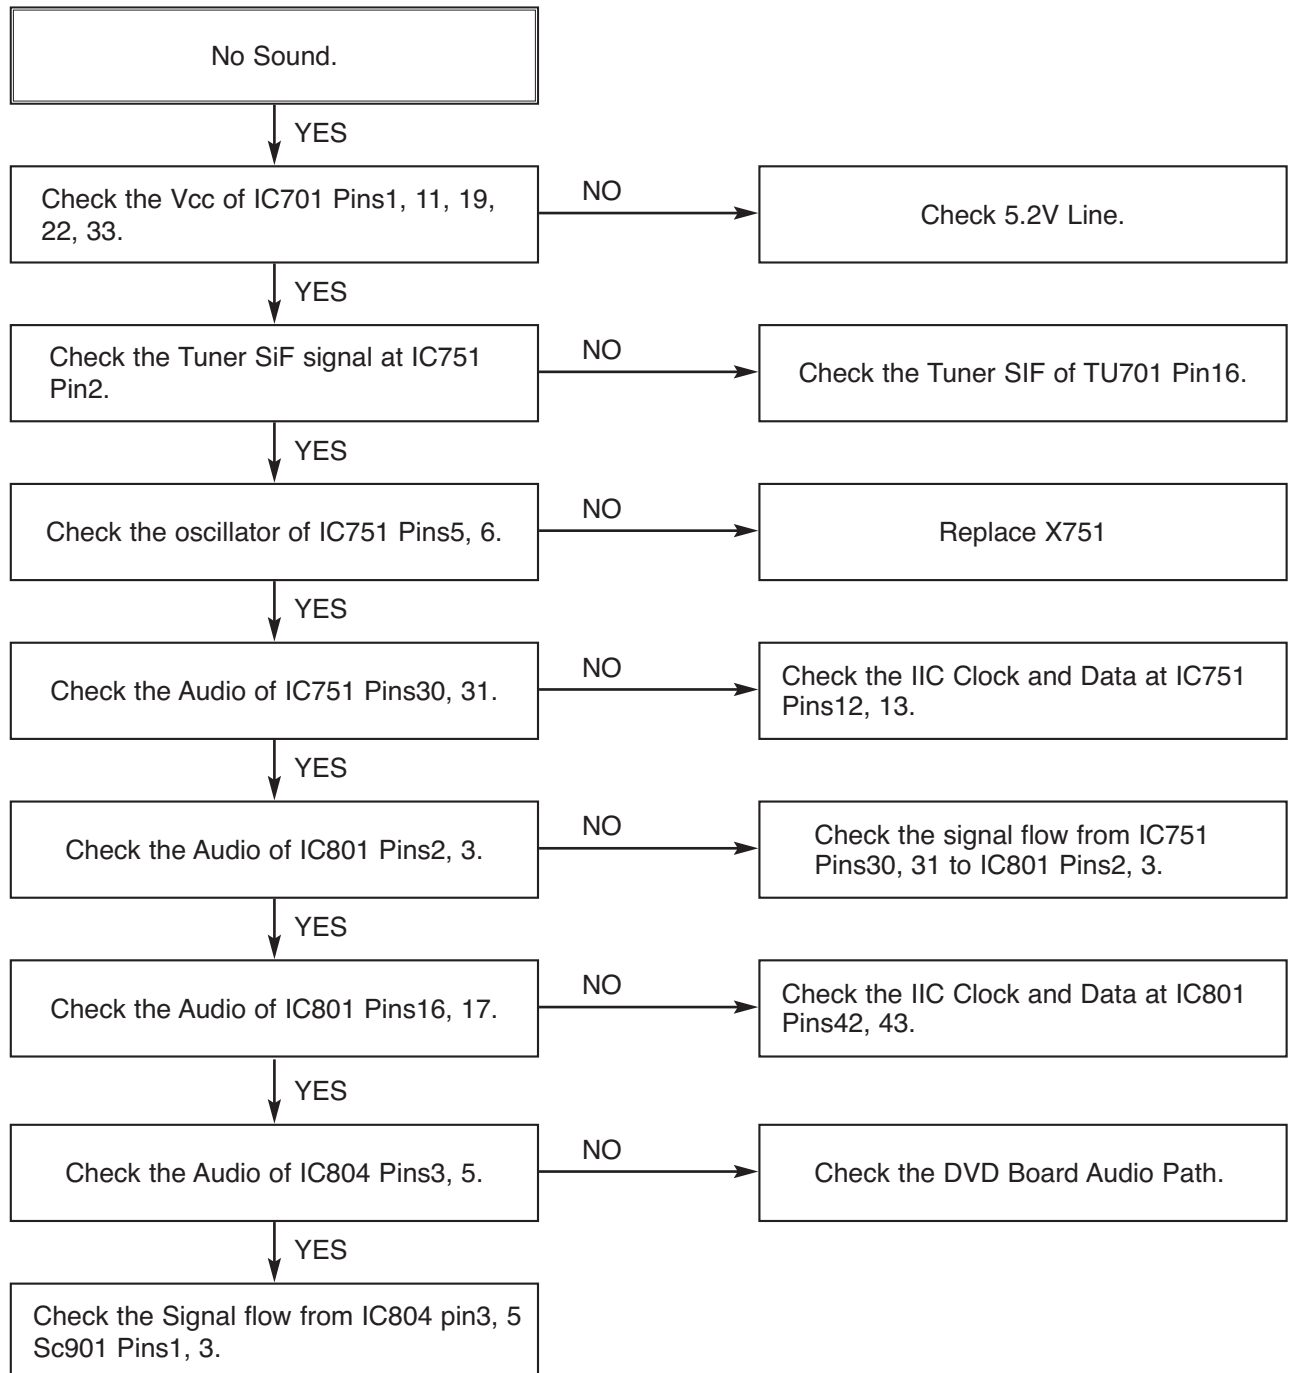 No Sound.
YES
Check the Vcc of IC701 Pins1, 11, 19,
22, 33.
NO
Check 5.2V Line.
YES
Check the Tuner SiF signal at IC751
Pin2.
NO
Check the Tuner SIF of TU701 Pin16.
YES
Check the oscillator of IC751 Pins5, 6.
NO
Replace X751
YES
Check the Audio of IC751 Pins30, 31.
NO
Check the IIC Clock and Data at IC751
Pins12, 13.
YES
Check the Audio of IC801 Pins2, 3.
NO
Check the signal flow from IC751
Pins30, 31 to IC801 Pins2, 3.
YES
Check the Audio of IC801 Pins16, 17.
NO
Check the IIC Clock and Data at IC801
Pins42, 43.
YES
Check the Audio of IC804 Pins3, 5.
NO
Check the DVD Board Audio Path.
YES
Check the Signal flow from IC804 pin3, 5
Sc901 Pins1, 3.